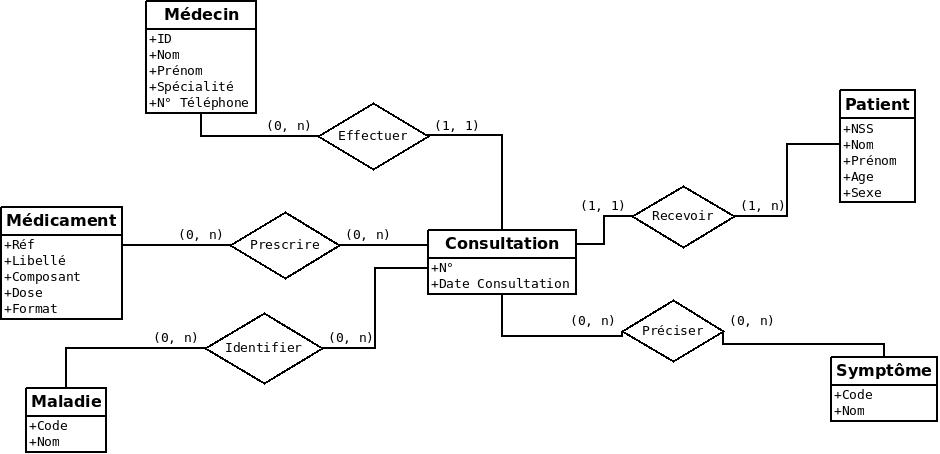 Médecin
+ID
+Nom
+Prénom
+Spécialité
+N° Téléphone
(0, n)
Effectuer
(1, 1)
Patient
+NSS
+Nom
+Prénom
+Age
+Sexe
(1, 1)
Recevoir
(1, n)
Médicament
+Réf
+Libellé
+Composant
+Dose
+Format
(0, n)
Prescrire
(0, n)
Consultation
+N°
+Date Consultation
(0, n)
Identifier
(0, n)
(0, n)
Préciser
(0, n)
Maladie
+Code
+Nom
Symptôme
+Code
+Nom